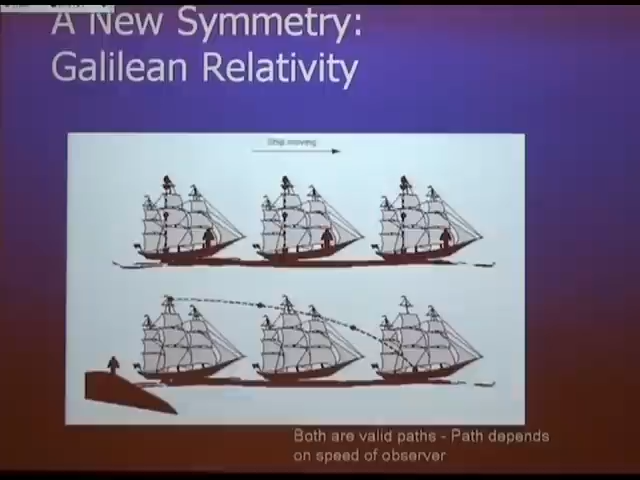 A New Symmetry:
Galilean Relativity
Ship moving
Both are valid paths - Path depends
on speed of observer